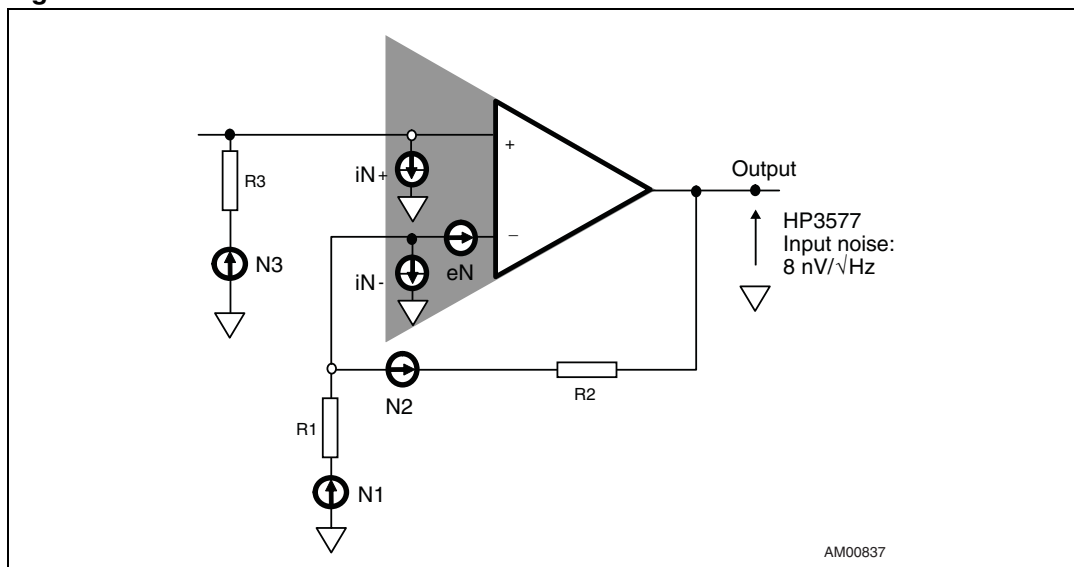 +
Output
R3
iN+
HP3577
Input noise:
8 nV/√Hz
N3
iN-
eN
−
N2
R2
R1
N1
AM00837